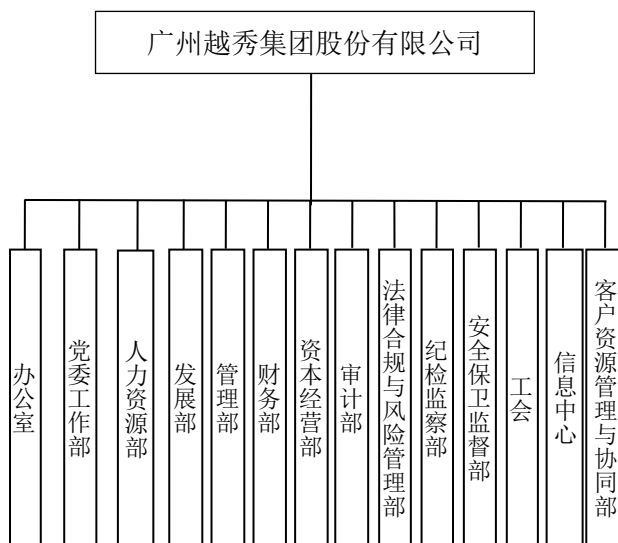 广州越秀集团股份有限公司
办公室
党委工作部
人力资源部
发展部
管理部
财务部
资本经营部
审计部
法律合规与风险管理部
纪检监察部
安全保卫监督部
工会
信息中心
客户资源管理与协同部